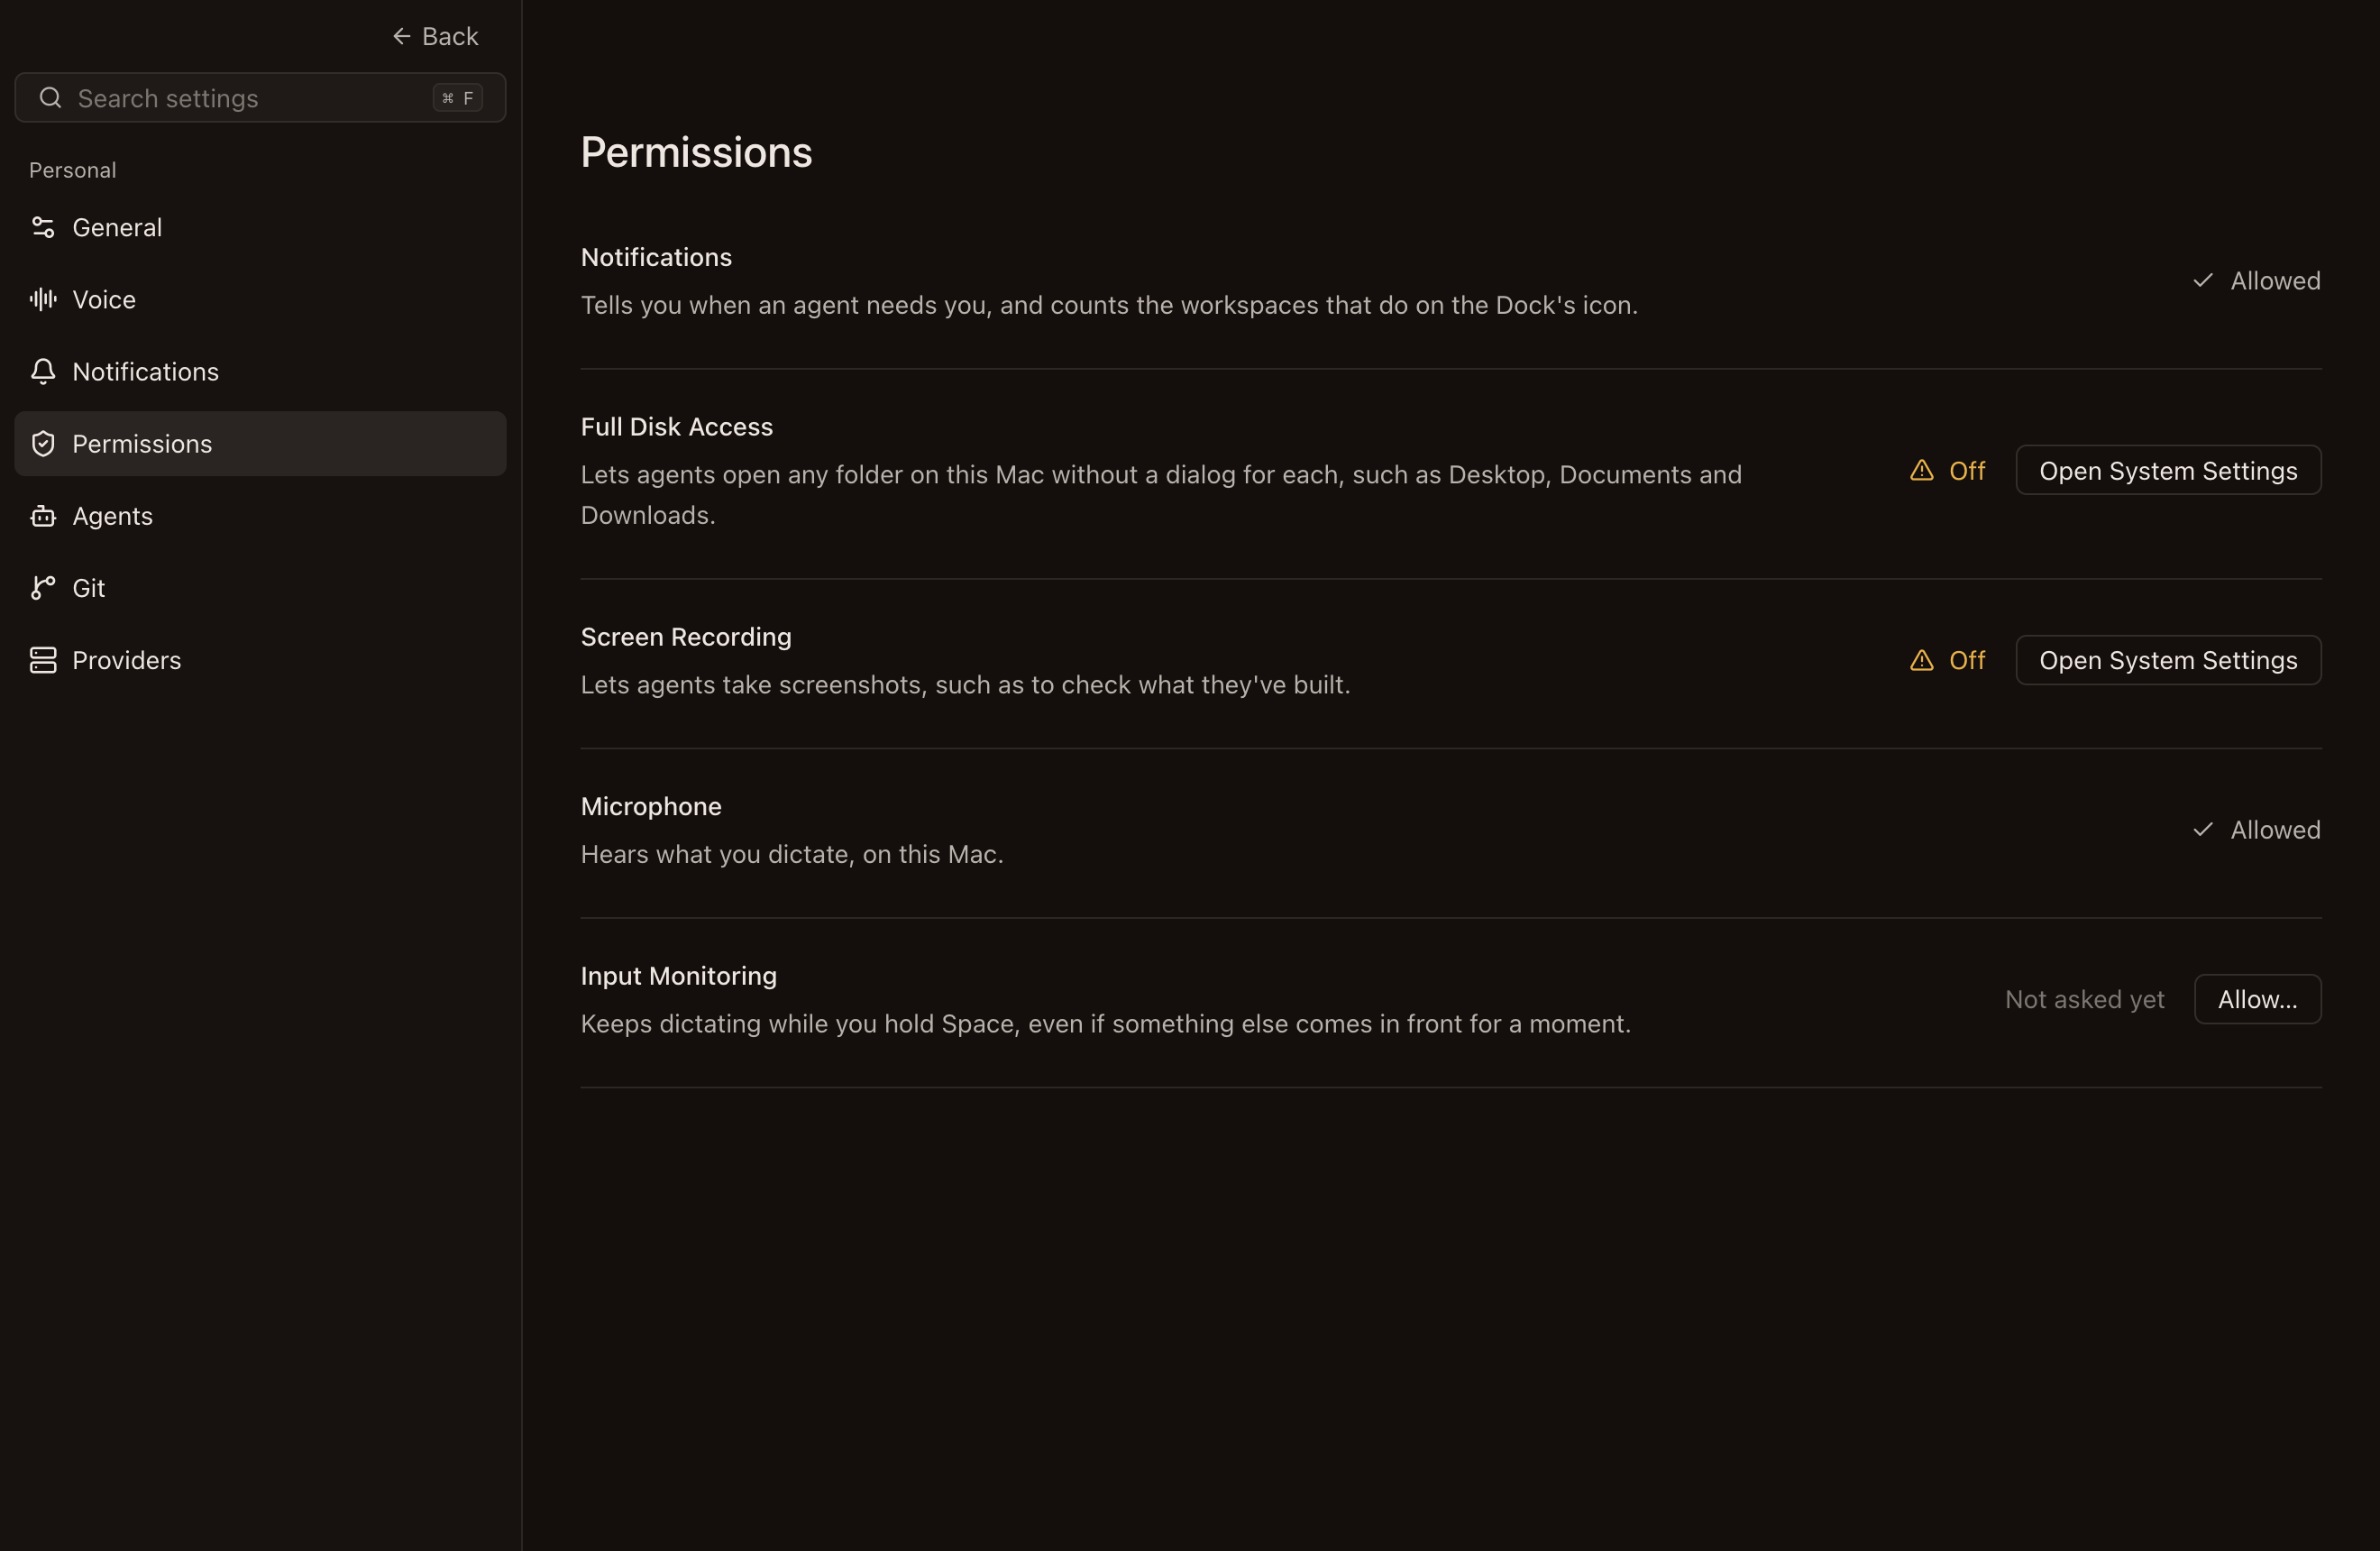 Back
Search settings
⌘ F
Personal
General
Voice
Notifications
Permissions
Agents
Git
Providers
Permissions
Notifications
Tells you when an agent needs you, and counts the workspaces that do on the Dock's icon.
Allowed
Full Disk Access
Lets agents open any folder on this Mac without a dialog for each, such as Desktop, Documents and
Downloads.
Off
Open System Settings
Screen Recording
Lets agents take screenshots, such as to check what they've built.
Off
Open System Settings
Microphone
Hears what you dictate, on this Mac.
Allowed
Input Monitoring
Keeps dictating while you hold Space, even if something else comes in front for a moment.
Not asked yet
Allow...